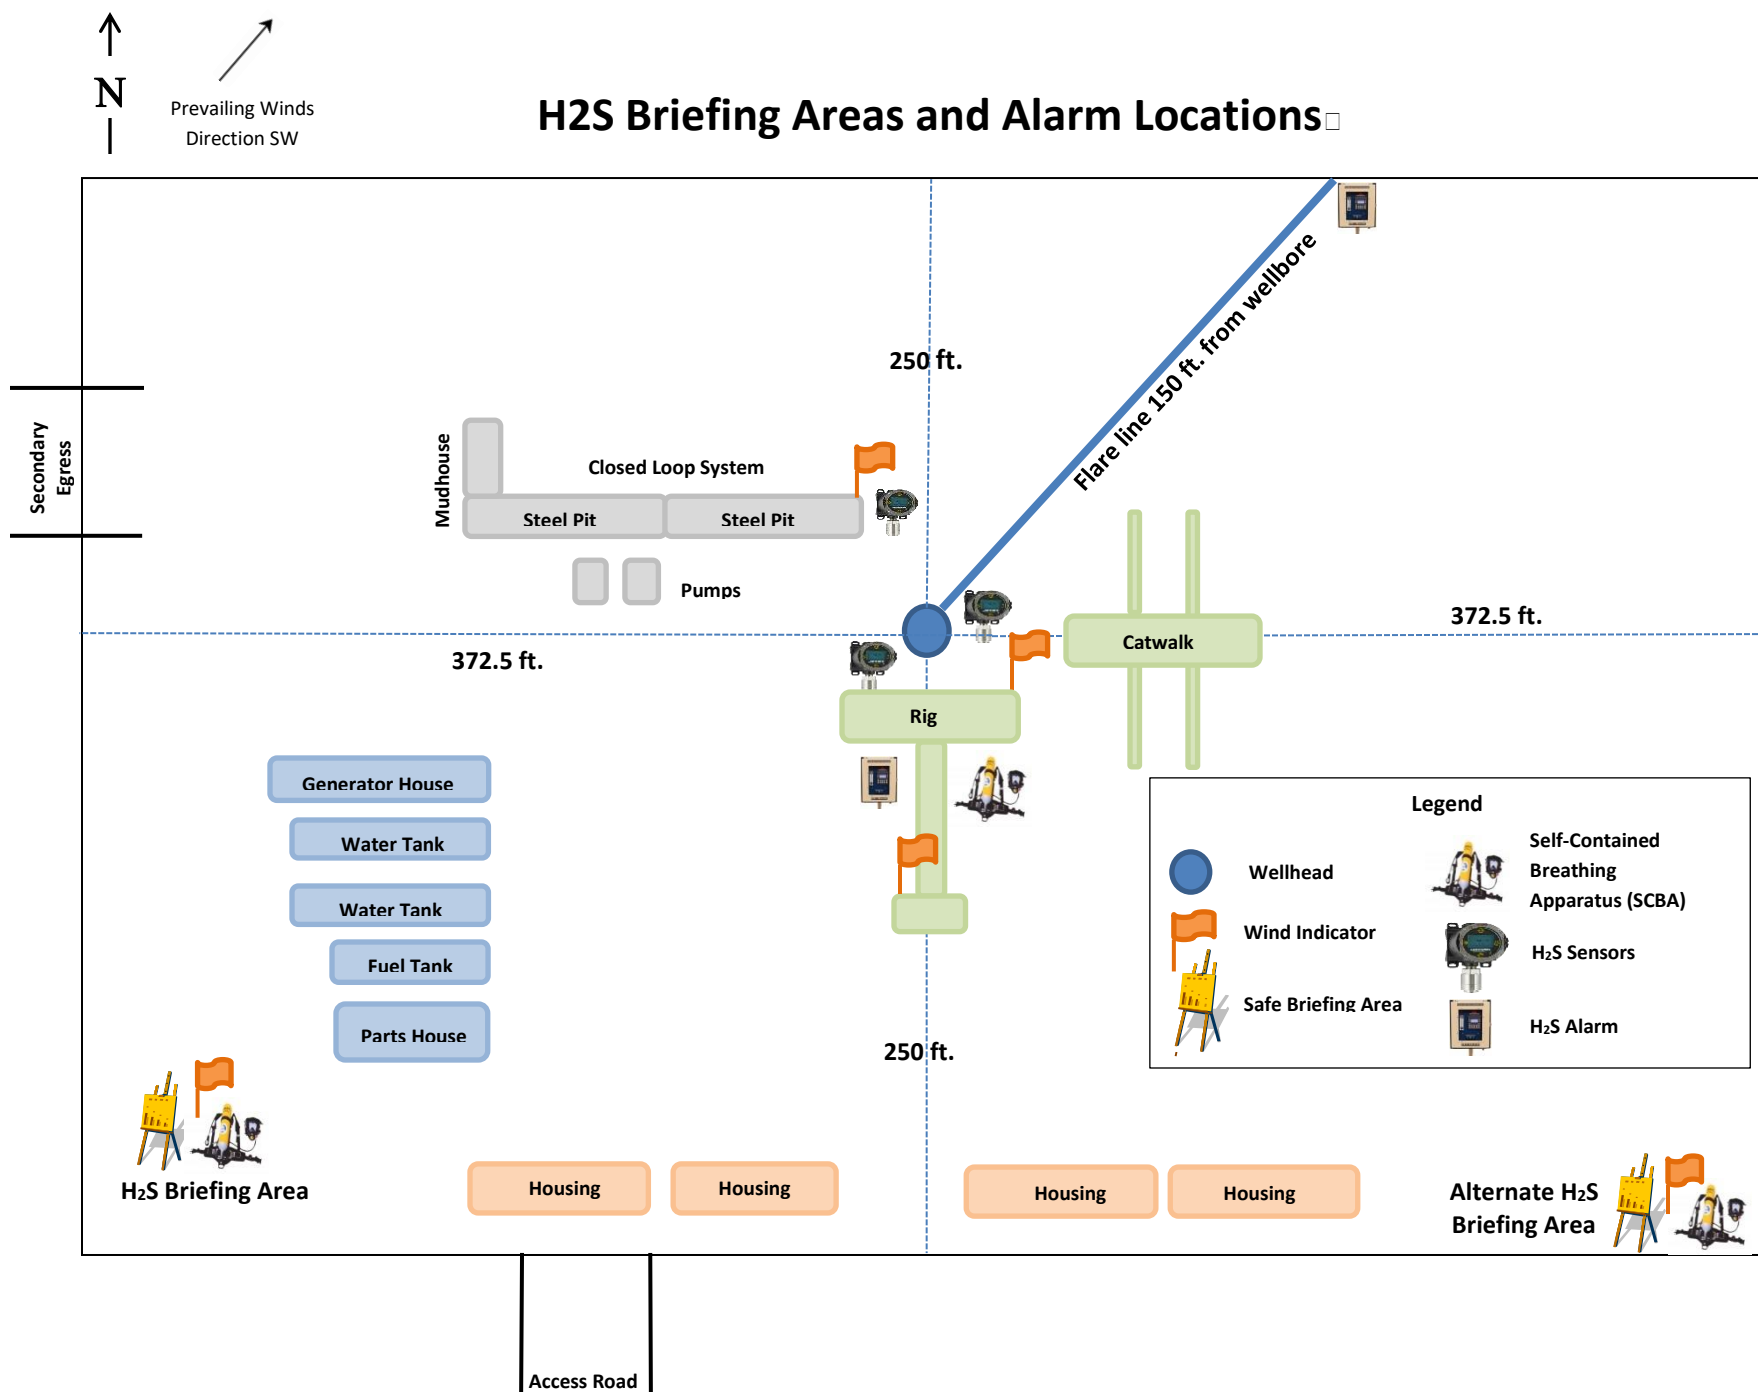 N
Prevailing Winds
Direction SW
H2S Briefing Areas and Alarm Locations□
250 ft.
Flare line 150 ft. from wellbore
Secondary
Egress
Mudhouse
Closed Loop System
Steel Pit
Steel Pit
Pumps
372.5 ft.
372.5 ft.
Catwalk
Rig
Generator House
Water Tank
Water Tank
Fuel Tank
Parts House
250 ft.
Legend
Wellhead
Self-Contained
Breathing
Apparatus (SCBA)
Wind Indicator
H2S Sensors
Safe Briefing Area
H2S Alarm
H2S Briefing Area
Housing
Housing
Housing
Housing
Alternate H2S
Briefing Area
Access Road